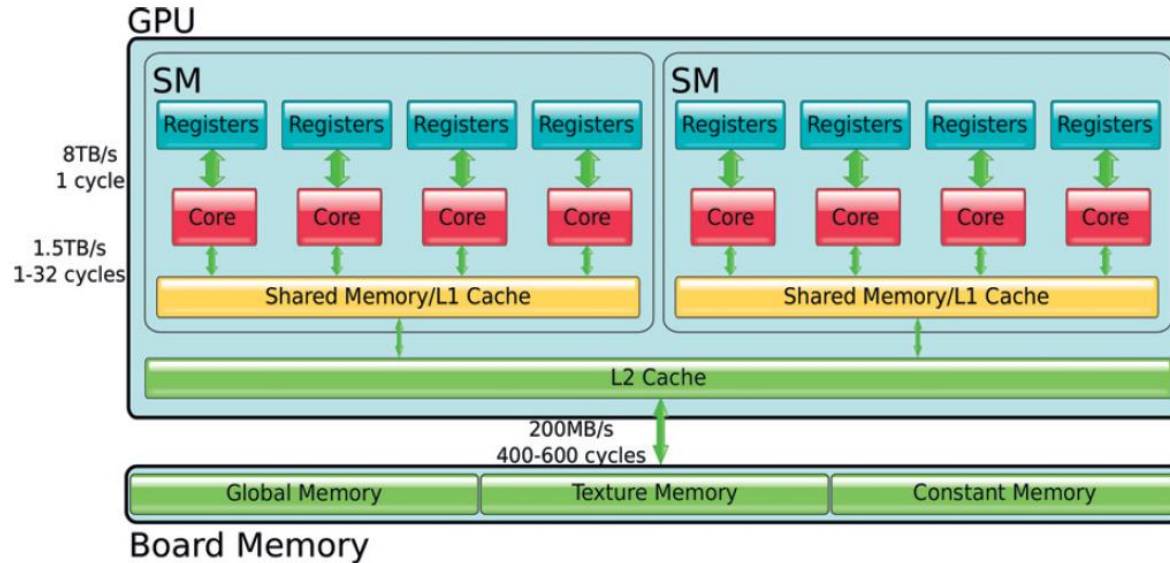 GPU
SM SM
Registers Registers Registers Registers Registers Registers Registers Registers
8TB/s
1 cycle
Core Core Core Core Core Core Core Core
1.5TB/s
1-32 cycles
Shared Memory/L1 Cache Shared Memory/L1 Cache
L2 Cache
200MB/s
400-600 cycles
Global Memory Texture Memory Constant Memory
Board Memory